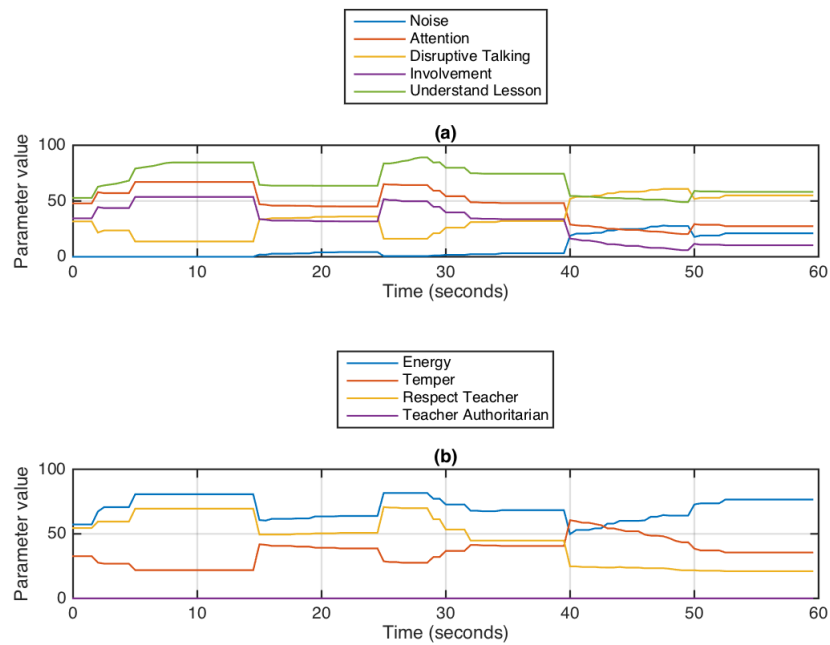 Noise
Attention
Disruptive Talking
Involvement
Understand Lesson
(a)
Parameter value
100
50
0
0 10 20 30 40 50 60
Time (seconds)
Energy
Temper
Respect Teacher
Teacher Authoritarian
(b)
Parameter value
100
50
0
0 10 20 30 40 50 60
Time (seconds)